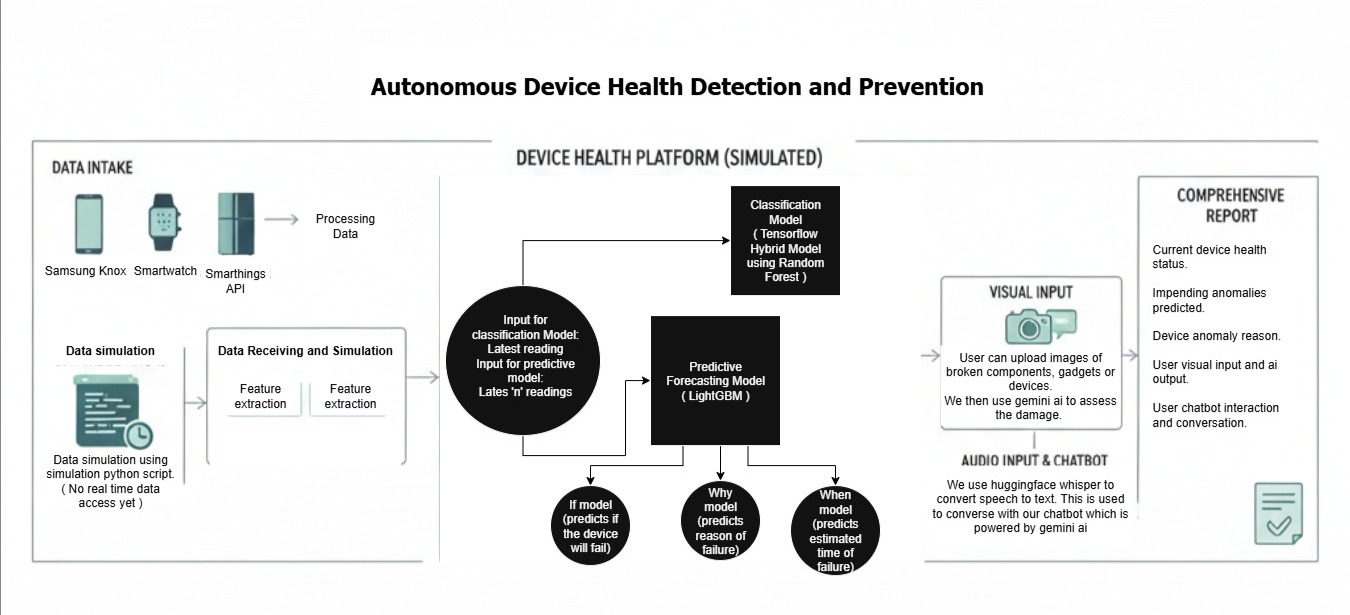 Autonomous Device Health Detection and Prevention
DEVICE HEALTH PLATFORM (SIMULATED)
DATA INTAKE
Samsung Knox
Smartwatch
Smarthings
API
Processing
Data
Data simulation
Data simulation using
simulation python script.
( No real time data
access yet )
Data Receiving and Simulation
Feature
extraction
Feature
extraction
Input for
classification Model:
Latest reading
Input for predictive
model:
Lates 'n' readings
Classification
Model
( Tensorflow
Hybrid Model
using Random
Forest )
Predictive
Forecasting Model
( LightGBM )
If model
(predicts if
the device
will fail)
Why
model
(predicts
reason of
failure)
When
model
(predicts
estimated
time of
failure)
VISUAL INPUT
User can upload images of
broken components, gadgets or
devices.
We then use gemini ai to assess
the damage.
AUDIO INPUT & CHATBOT
We use huggingface whisper to
convert speech to text. This is used
to converse with our chatbot which is
powered by gemini ai
COMPREHENSIVE
REPORT
Current device health
status.
Impending anomalies
predicted.
Device anomaly reason.
User visual input and ai
output.
User chatbot interaction
and conversation.